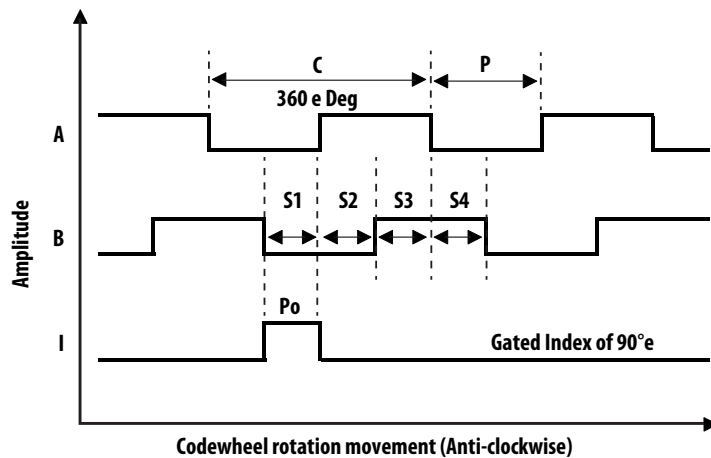 C
P
360 e Deg
A
S1 S2 S3 S4
B
Po
I
Gated Index of 90°e
Amplitude
Codewheel rotation movement (Anti-clockwise)